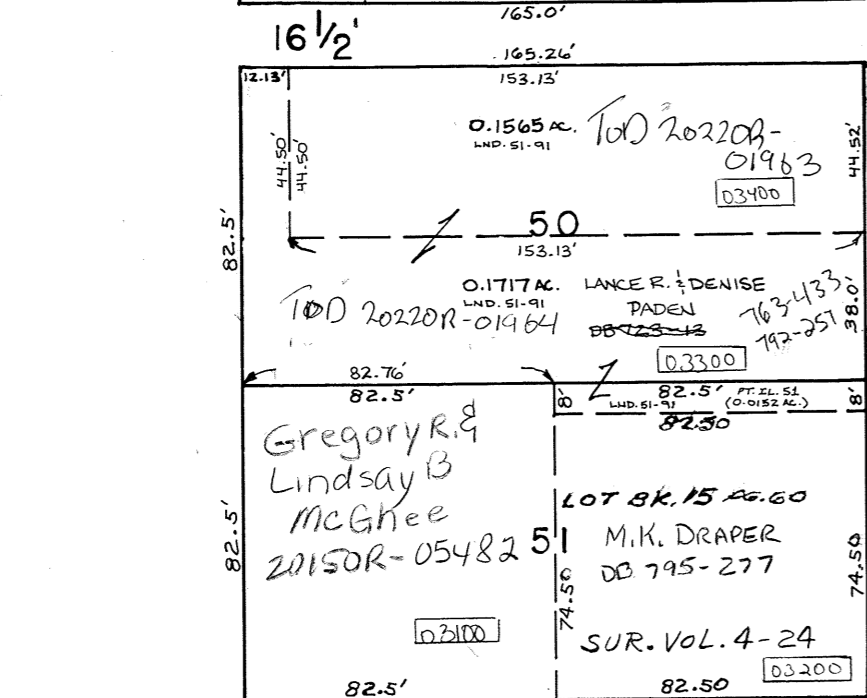 165.0'
16 1/2'
165.26'
12.13'
153.13'
44.50'
44.50'
0.1565 AC.
LND. 51-91
TOD 2022OR-
01963
03400
44.52'
82.5'
50
153.13'
0.1717 AC.
LND. 51-91
TOD 2022OR-01964
LANCE R. & DENISE
PADEN
DB 723-13
763-433
792-257
38.0'
03300
82.76'
82.5'
8'
82.5'
LND. 51-91
PT. IL. 51
(0.0152 AC.)
8'
82.50
Gregory R. &
Lindsay B
McGhee
2015OR-05482
82.5'
51
LOT BK. 15 PG. 60
M.K. DRAPER
DB 795-277
74.50
74.50
03100
SUR. VOL. 4-24
03200
82.5'
82.50